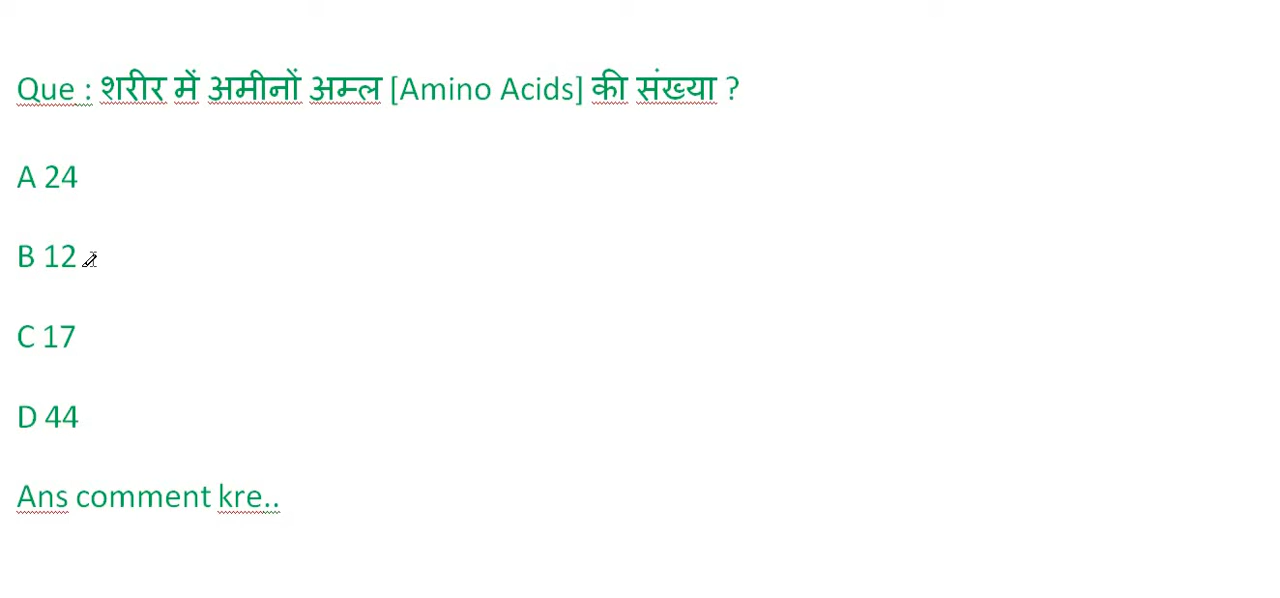 Que : शरीर में अमीनों अम्ल [Amino Acids] की संख्या ?
A 24
B 12
C 17
D 44
Ans comment kre..